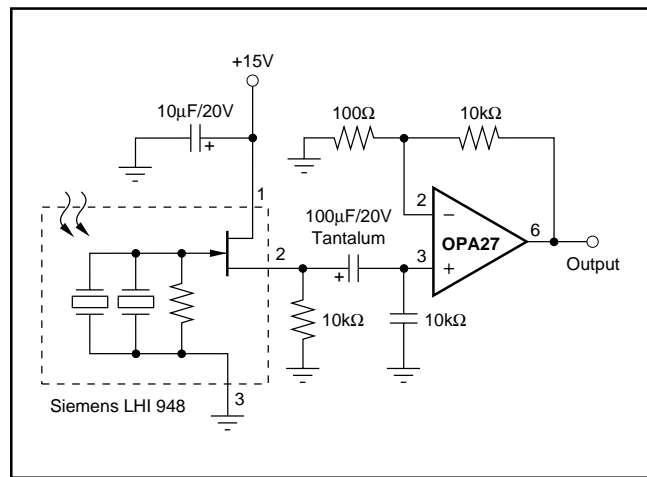 +15V
10µF/20V
+
100Ω
10kΩ
1
2
100µF/20V
Tantalum
+
2
–
OPA27
6
3
+
Output
10kΩ
10kΩ
3
Siemens LHI 948